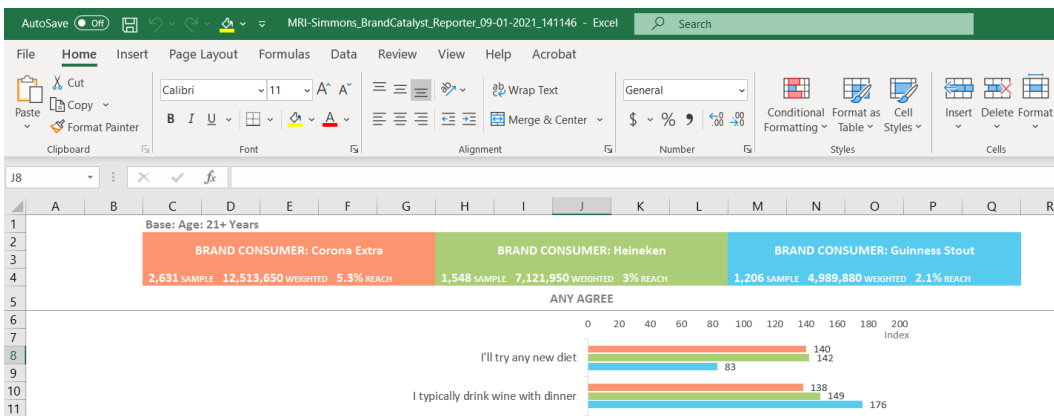 AutoSave Off MRI-Simmons_BrandCatalyst_Reporter_09-01-2021_141146 - Excel Search
File Home Insert Page Layout Formulas Data Review View Help Acrobat
Paste
Cut
Copy
Format Painter
Clipboard
Calibri 11 A^ Aˇ
B I U A
Font
ab Wrap Text
Merge & Center
Alignment
General
$ % 9 .00 .0
Number
Conditional Formatting
Format as Table
Cell Styles
Styles
Insert Delete Format
Cells
J8 fx
A B C D E F G H I J K L M N O P Q R
1 Base: Age: 21+ Years
2
3 BRAND CONSUMER: Corona Extra BRAND CONSUMER: Heineken BRAND CONSUMER: Guinness Stout
4 2,631 SAMPLE 12,513,650 WEIGHTED 5.3% REACH 1,548 SAMPLE 7,121,950 WEIGHTED 3% REACH 1,206 SAMPLE 4,989,880 WEIGHTED 2.1% REACH
5 ANY AGREE
6 0 20 40 60 80 100 120 140 160 180 200
7 Index
8 I'll try any new diet 140
142
9 83
10 I typically drink wine with dinner 138
149
11 176